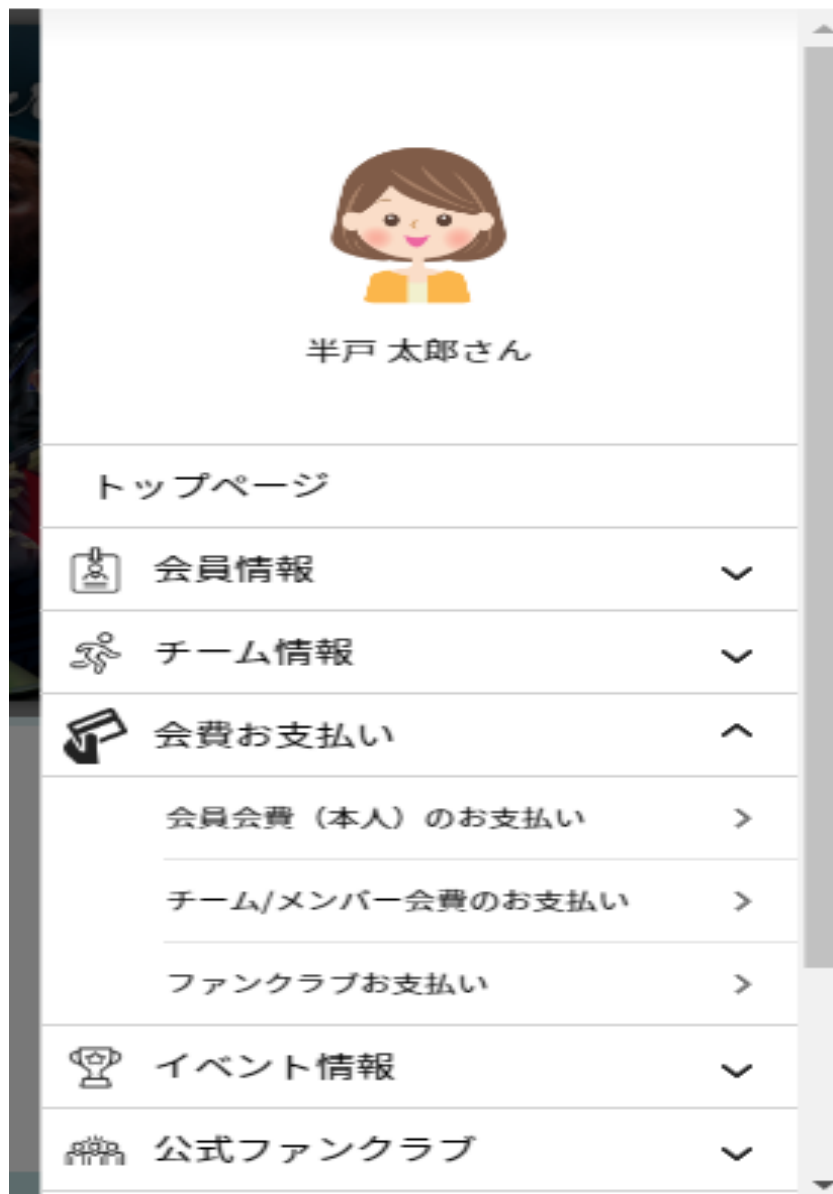 半戸 太郎さん
トップページ
会員情報
チーム情報
会費お支払い
会員会費（本人）のお支払い
チーム/メンバー会費のお支払い
ファンクラブお支払い
イベント情報
公式ファンクラブ